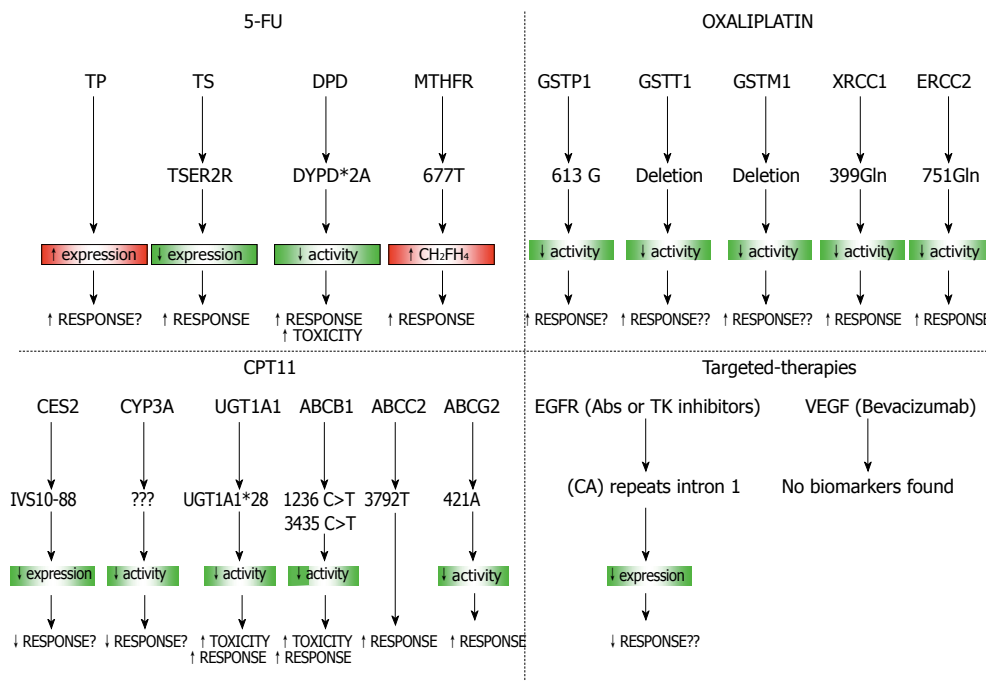 5-FU
TP TS DPD MTHFR
TSER2R DYPD*2A 677T
↑ expression ↓ expression ↓ activity ↑ CH₂FH₄
↑ RESPONSE? ↑ RESPONSE ↑ RESPONSE ↑ RESPONSE
↑ TOXICITY
OXALIPLATIN
GSTP1 GSTT1 GSTM1 XRCC1 ERCC2
613 G Deletion Deletion 399Gln 751Gln
↓ activity ↓ activity ↓ activity ↓ activity ↓ activity
↑ RESPONSE? ↑ RESPONSE?? ↑ RESPONSE?? ↑ RESPONSE ↑ RESPONSE
CPT11
CES2 CYP3A UGT1A1 ABCB1 ABCC2 ABCG2
IVS10-88 ??? UGT1A1*28 1236 C>T 3792T 421A
3435 C>T
↓ expression ↓ activity ↓ activity ↓ activity ↓ activity
↓ RESPONSE? ↓ RESPONSE? ↑ TOXICITY ↑ TOXICITY ↑ RESPONSE ↑ RESPONSE
↑ RESPONSE ↑ RESPONSE
Targeted-therapies
EGFR (Abs or TK inhibitors) VEGF (Bevacizumab)
(CA) repeats intron 1 No biomarkers found
↓ expression
↓ RESPONSE??